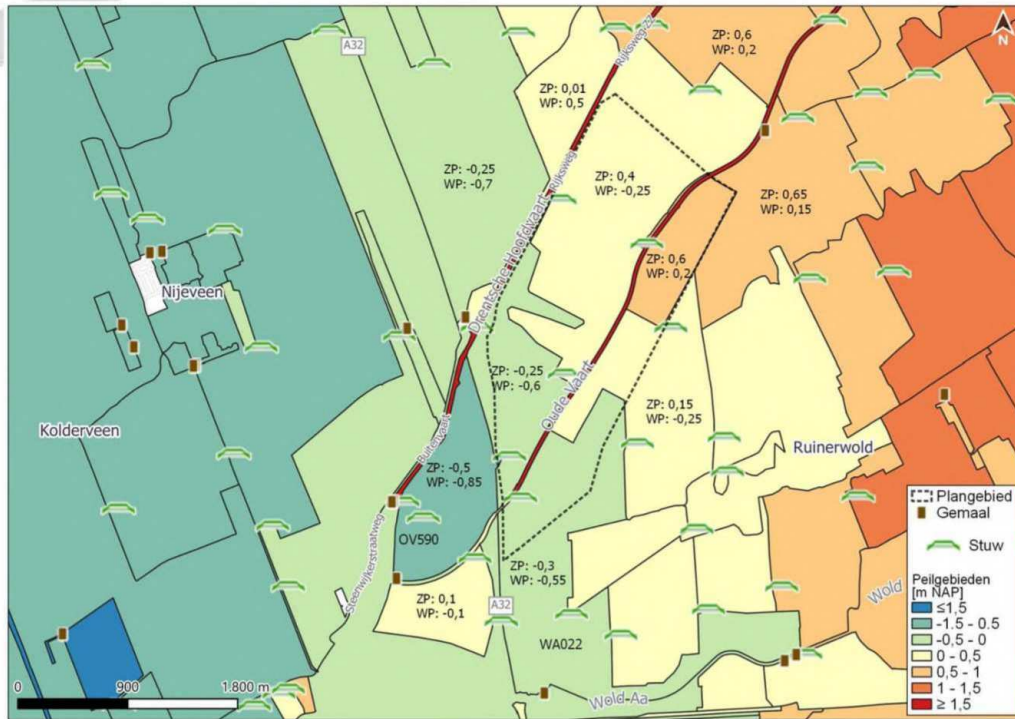 A32
Rijksweg-22
N
ZP: 0,6
WP: 0,2
ZP: 0,01
WP: 0,5
ZP: -0,25
WP: -0,7
Rijksweg
ZP: 0,4
WP: -0,25
ZP: 0,65
WP: 0,15
Drentsche-Hoofdvaart
ZP: 0,6
WP: 0,2
Nijeveen
ZP: -0,25
WP: -0,6
Oude-Vaart
ZP: 0,15
WP: -0,25
Kolderveen
Buitenvaart
Ruinerwold
ZP: -0,5
WP: -0,85
OV590
Steenwijkerstraatweg
ZP: -0,3
WP: -0,55
ZP: 0,1
WP: -0,1
A32
WA022
Wold
Wold Aa
Plangebied
Gemaal
Stuw
Peilgebieden
[m NAP]
≤1,5
-1.5 - 0.5
-0,5 - 0
0 - 0,5
0,5 - 1
1 - 1,5
≥ 1,5
0 900 1.800 m